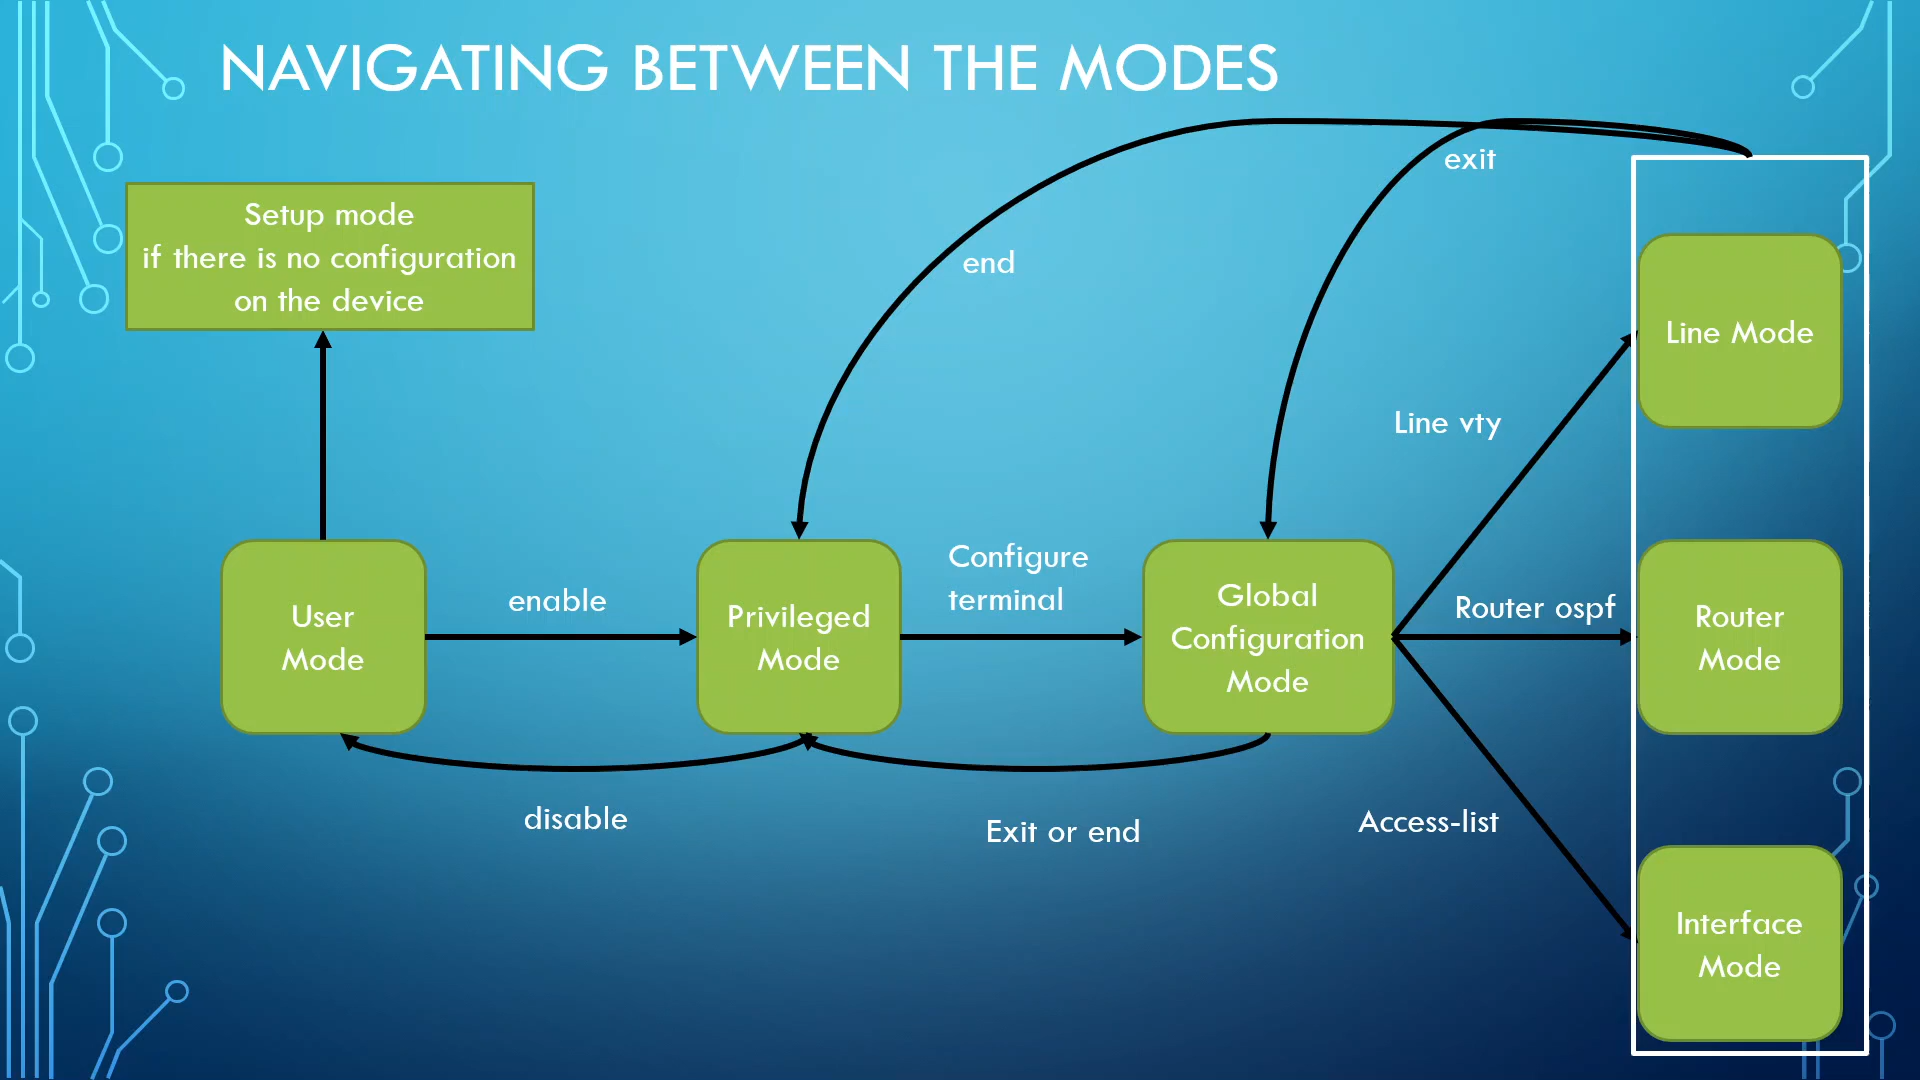 NAVIGATING BETWEEN THE MODES
Setup mode
if there is no configuration
on the device
exit
end
Line Mode
Line vty
User
Mode
enable
Privileged
Mode
Configure
terminal
Global
Configuration
Mode
Router ospf
Router
Mode
disable
Exit or end
Access-list
Interface
Mode